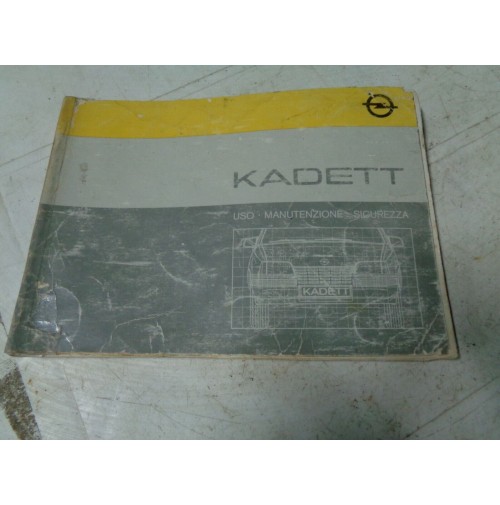 KADETT
USO - MANUTENZIONE - SICUREZZA
KADETT